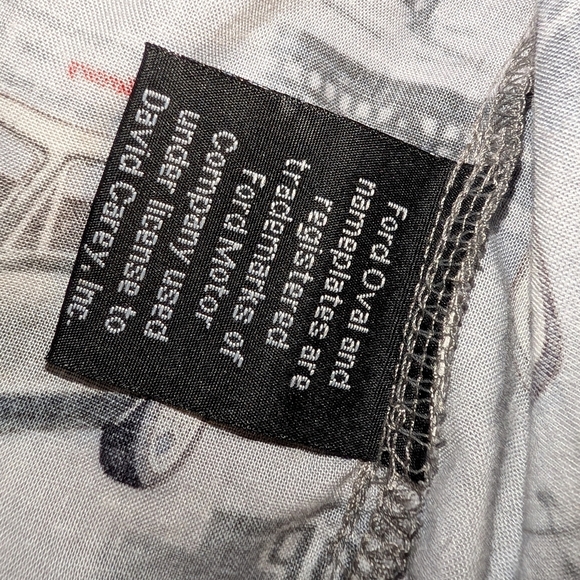 Ford Oval and
nameplates are
registered
trademarks of
Ford Motor
Company used
under license to
David Carey, Inc.